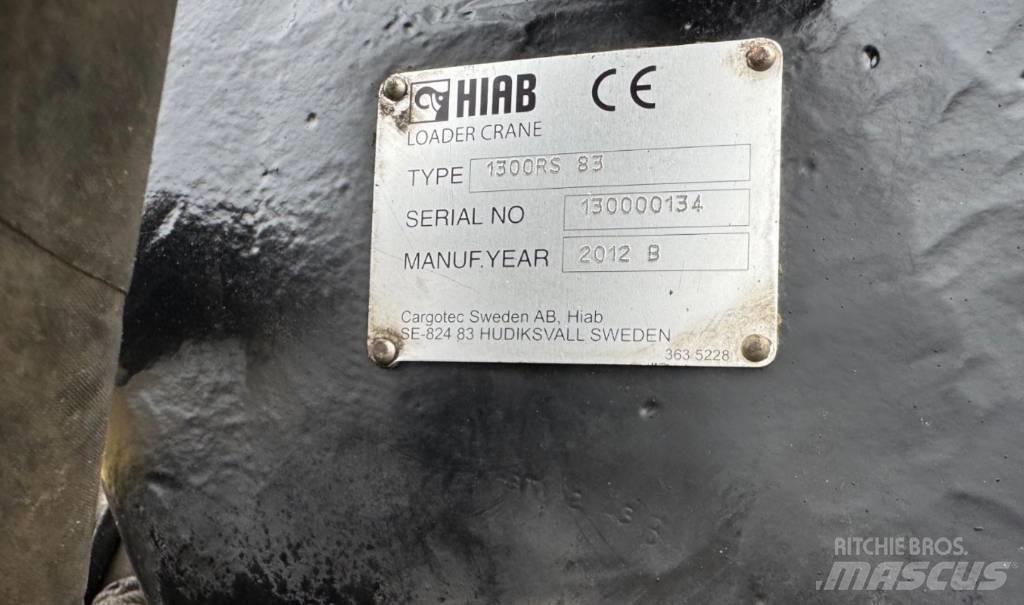 HIAB CE
LOADER CRANE
TYPE 1300RS 83
SERIAL NO 130000134
MANUF.YEAR 2012 B
Cargotec Sweden AB, Hiab
SE-824 83 HUDIKSVALL SWEDEN
363 5228
RITCHIE BROS.
MASCUS